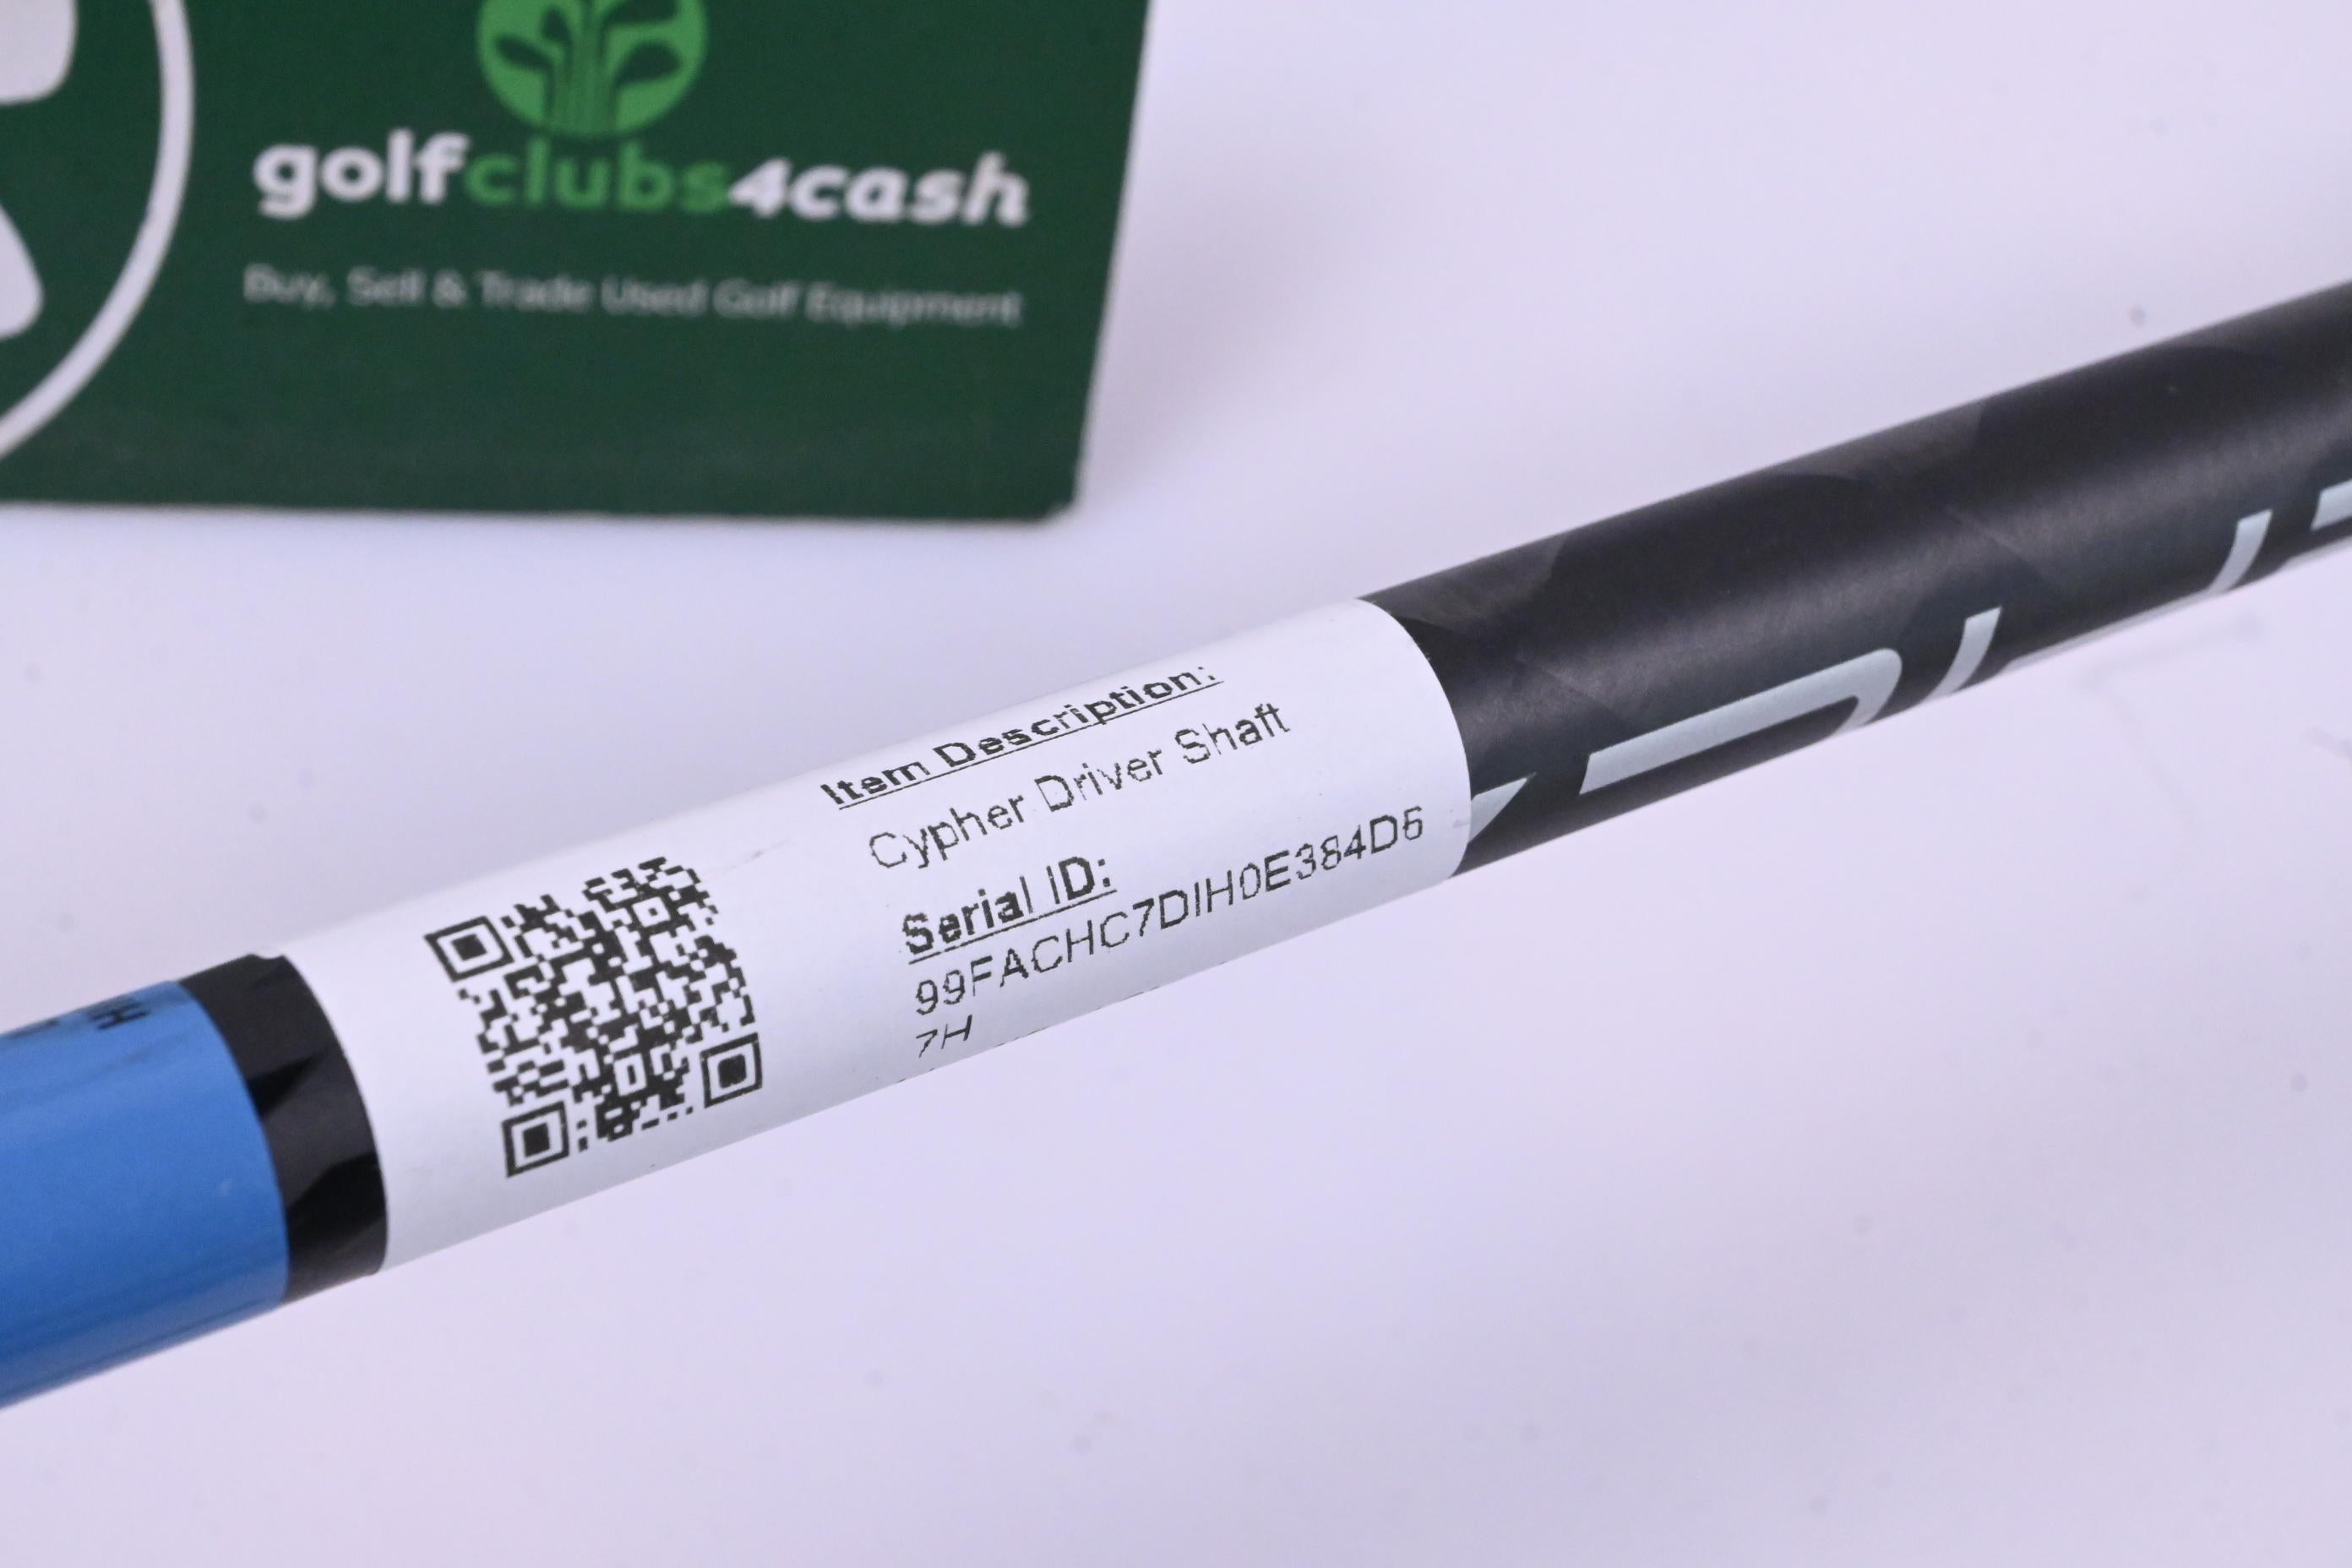 golfclubs4cash
Buy, Sell & Trade Used Golf Equipment
Item Description:
Cypher Driver Shaft
Serial ID:
99FACHC7DIH0E384D6
7H